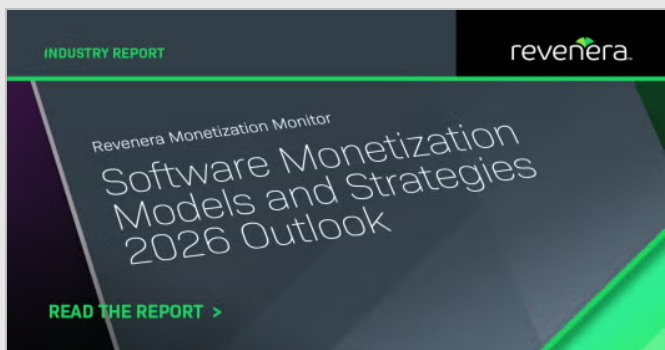 INDUSTRY REPORT
revenera
Revenera Monetization Monitor
Software Monetization
Models and Strategies
2026 Outlook
READ THE REPORT >